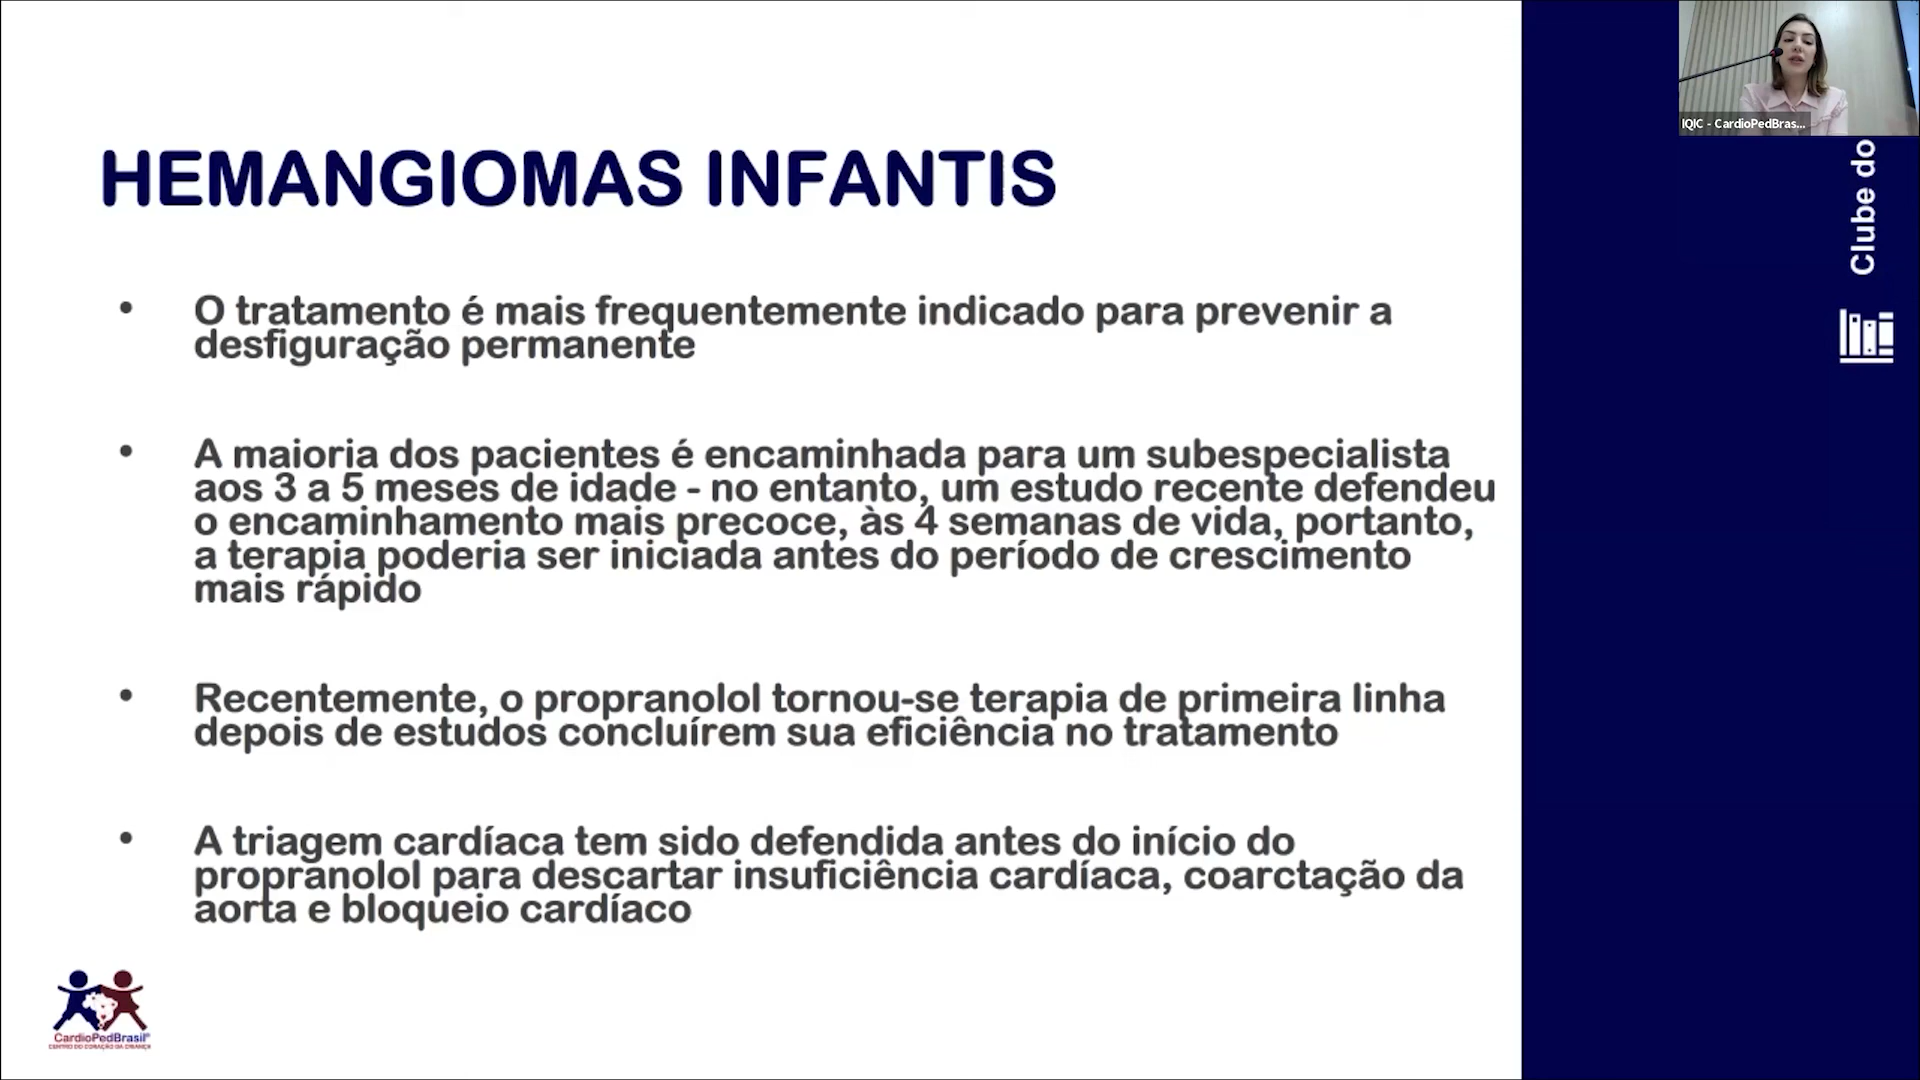 IQIC - CardioPedBras...
Clube do
HEMANGIOMAS INFANTIS
• O tratamento é mais frequentemente indicado para prevenir a
desfiguração permanente
• A maioria dos pacientes é encaminhada para um subespecialista
aos 3 a 5 meses de idade - no entanto, um estudo recente defendeu
o encaminhamento mais precoce, às 4 semanas de vida, portanto,
a terapia poderia ser iniciada antes do período de crescimento
mais rápido
• Recentemente, o propranolol tornou-se terapia de primeira linha
depois de estudos concluírem sua eficiência no tratamento
• A triagem cardíaca tem sido defendida antes do início do
propranolol para descartar insuficiência cardíaca, coarctação da
aorta e bloqueio cardíaco
CardioPedBrasil®
CENTRO DO CORAÇÃO DA CRIANÇA